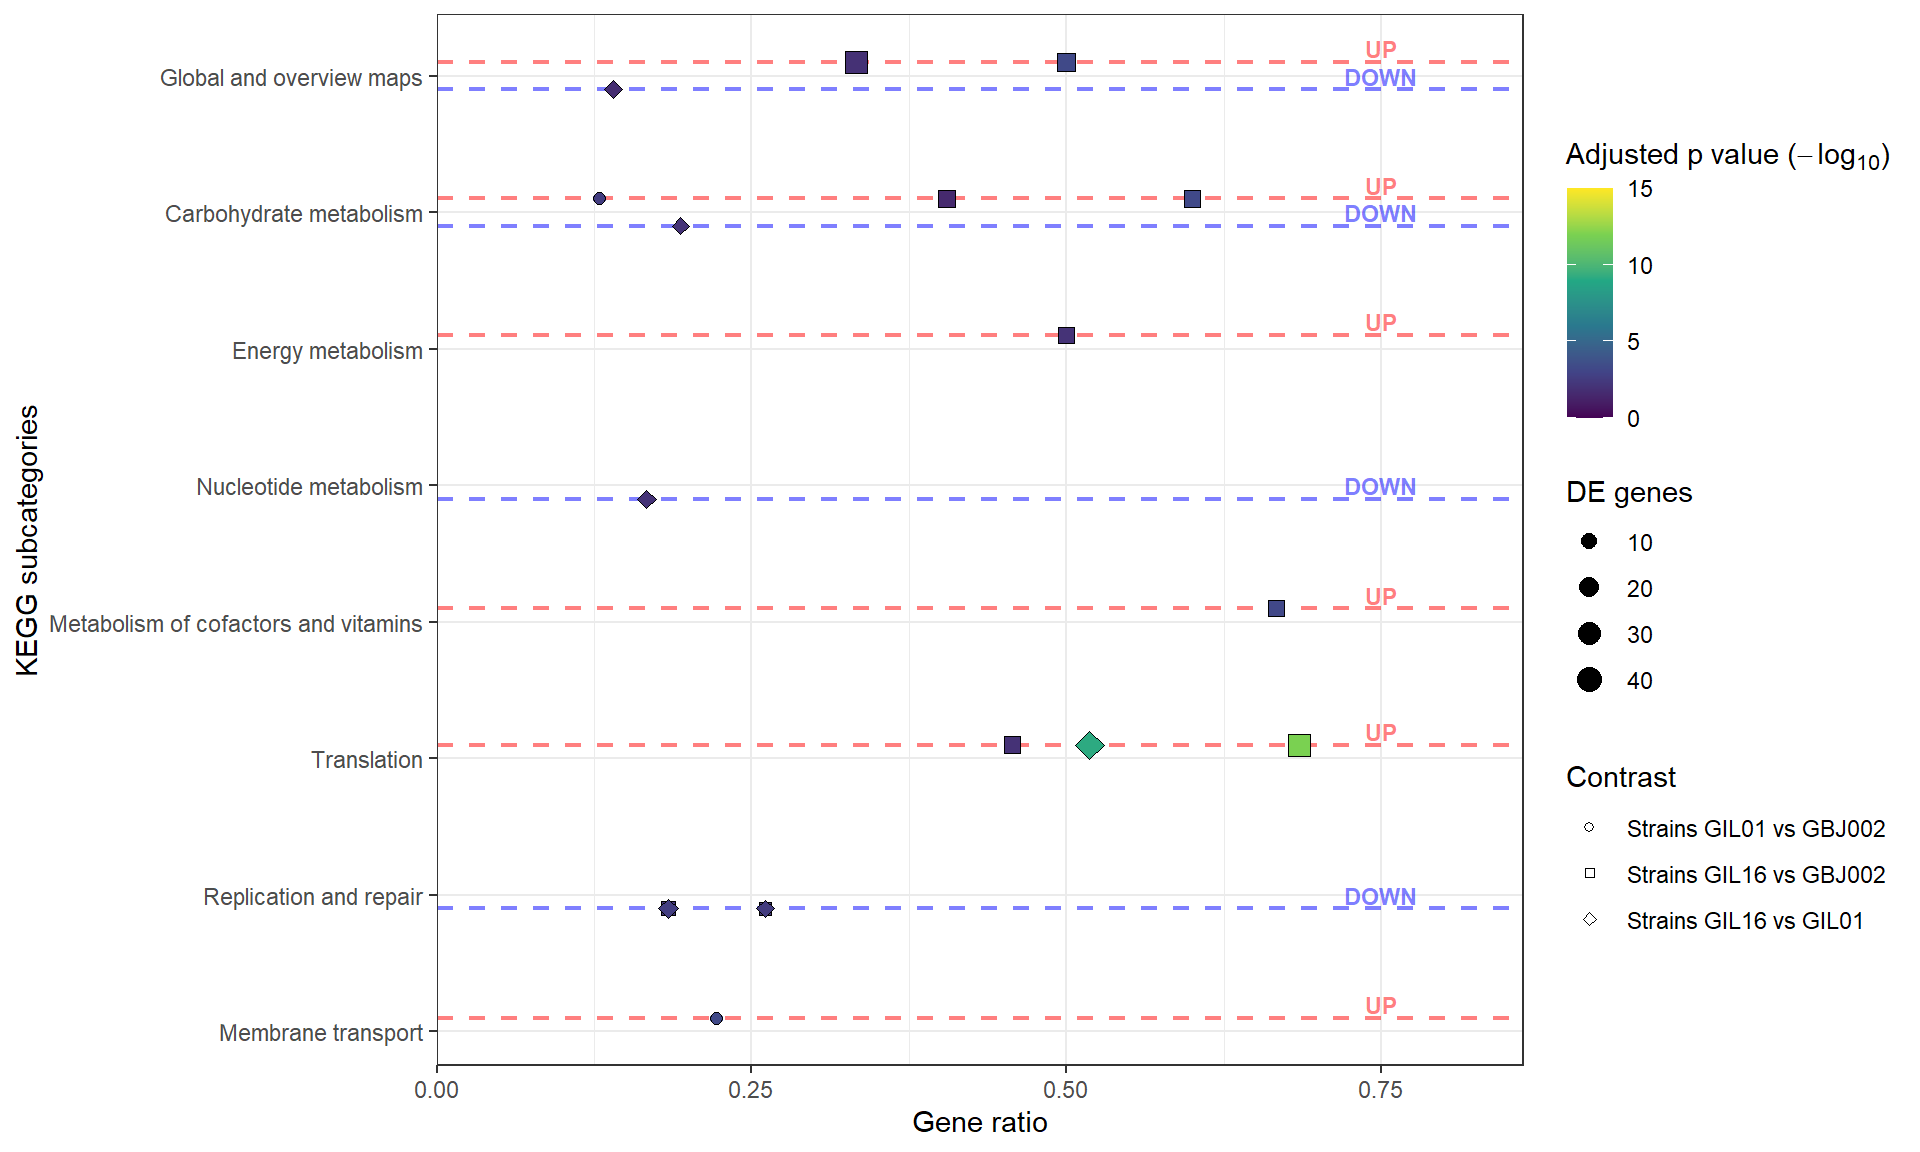 KEGG subcategories
Global and overview maps
UP
DOWN
Carbohydrate metabolism
UP
DOWN
Energy metabolism
UP
Nucleotide metabolism
DOWN
Metabolism of cofactors and vitamins
UP
Translation
UP
Replication and repair
DOWN
Membrane transport
UP
0.00 0.25 0.50 0.75
Gene ratio
Adjusted p value (−log10)
15
10
5
0
DE genes
10
20
30
40
Contrast
Strains GIL01 vs GBJ002
Strains GIL16 vs GBJ002
Strains GIL16 vs GIL01